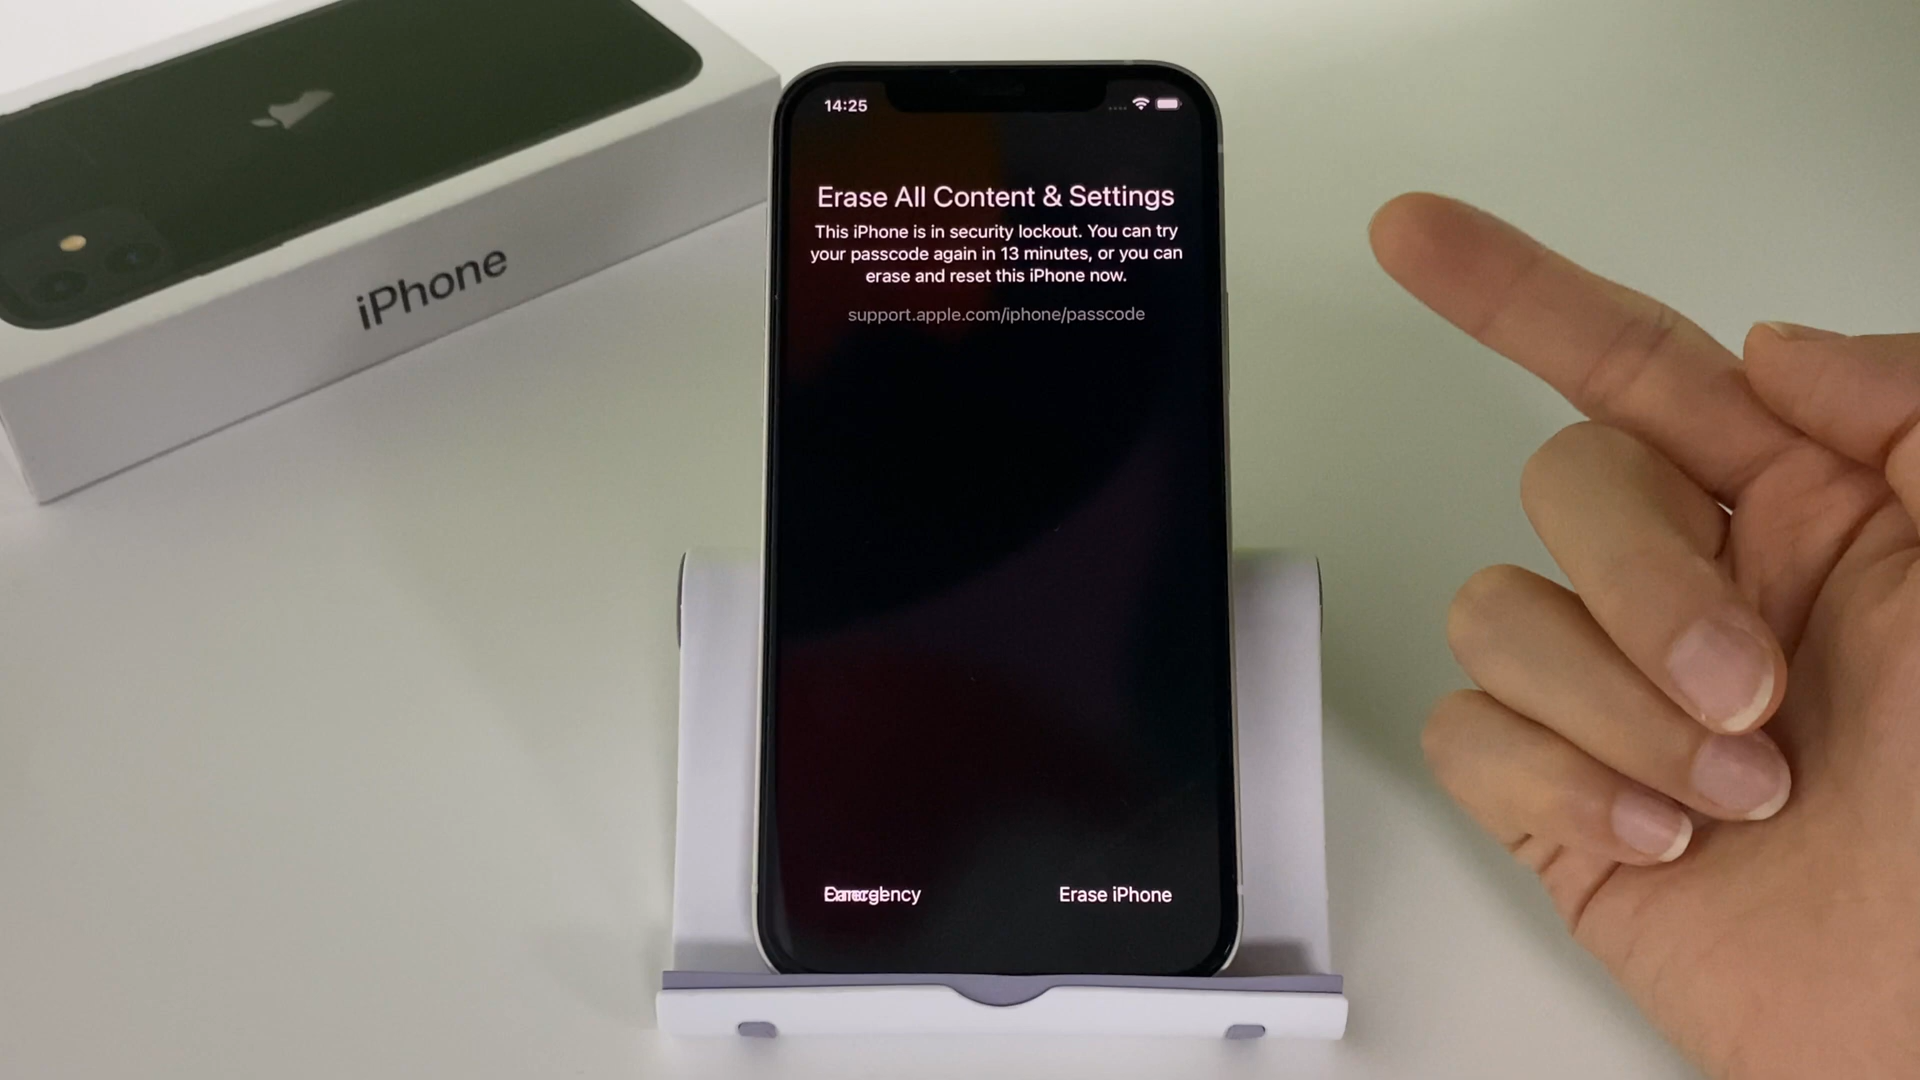 iPhone
14:25
Erase All Content & Settings
This iPhone is in security lockout. You can try
your passcode again in 13 minutes, or you can
erase and reset this iPhone now.
support.apple.com/iphone/passcode
Emergency
Cancel
Erase iPhone